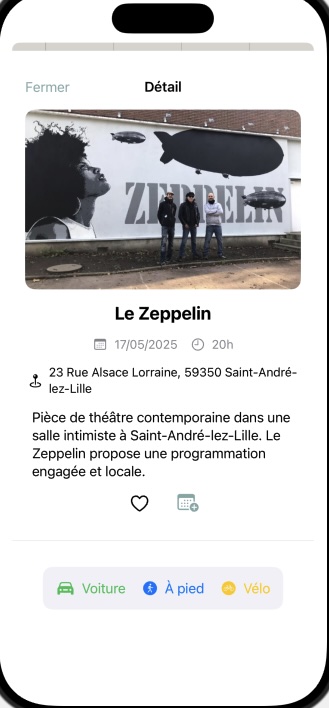 Fermer
Détail
ZEPPELIN
Le Zeppelin
17/05/2025
20h
23 Rue Alsace Lorraine, 59350 Saint-André-
lez-Lille
Pièce de théâtre contemporaine dans une
salle intimiste à Saint-André-lez-Lille. Le
Zeppelin propose une programmation
engagée et locale.
Voiture
À pied
Vélo